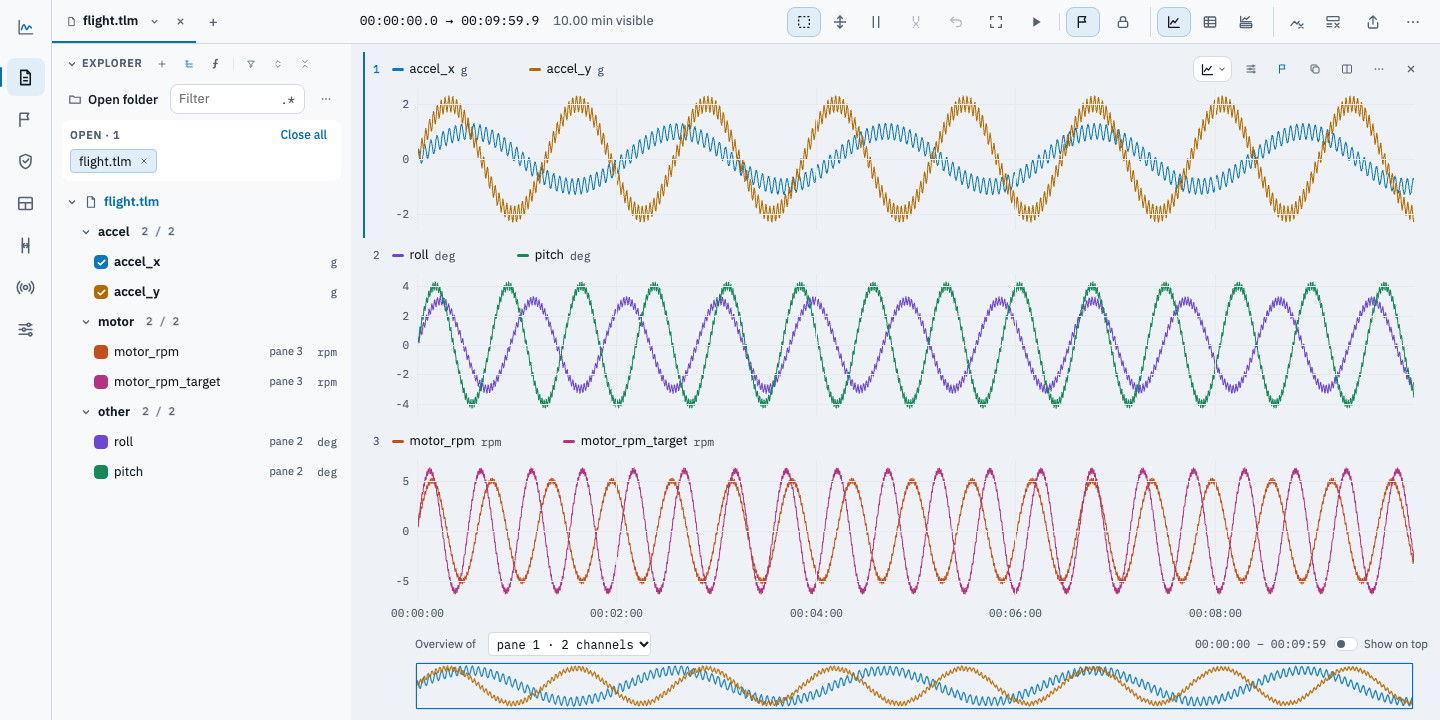 flight.tlm
00:00:00.0 → 00:09:59.9 10.00 min visible
EXPLORER
Open folder
Filter .*
OPEN · 1 Close all
flight.tlm ×
flight.tlm
accel 2 / 2
accel_x g
accel_y g
motor 2 / 2
motor_rpm pane 3 rpm
motor_rpm_target pane 3 rpm
other 2 / 2
roll pane 2 deg
pitch pane 2 deg
1 accel_x g accel_y g
2
0
-2
2 roll deg pitch deg
4
2
0
-2
-4
3 motor_rpm rpm motor_rpm_target rpm
5
0
-5
00:00:00 00:02:00 00:04:00 00:06:00 00:08:00
Overview of pane 1 · 2 channels 00:00:00 – 00:09:59 Show on top